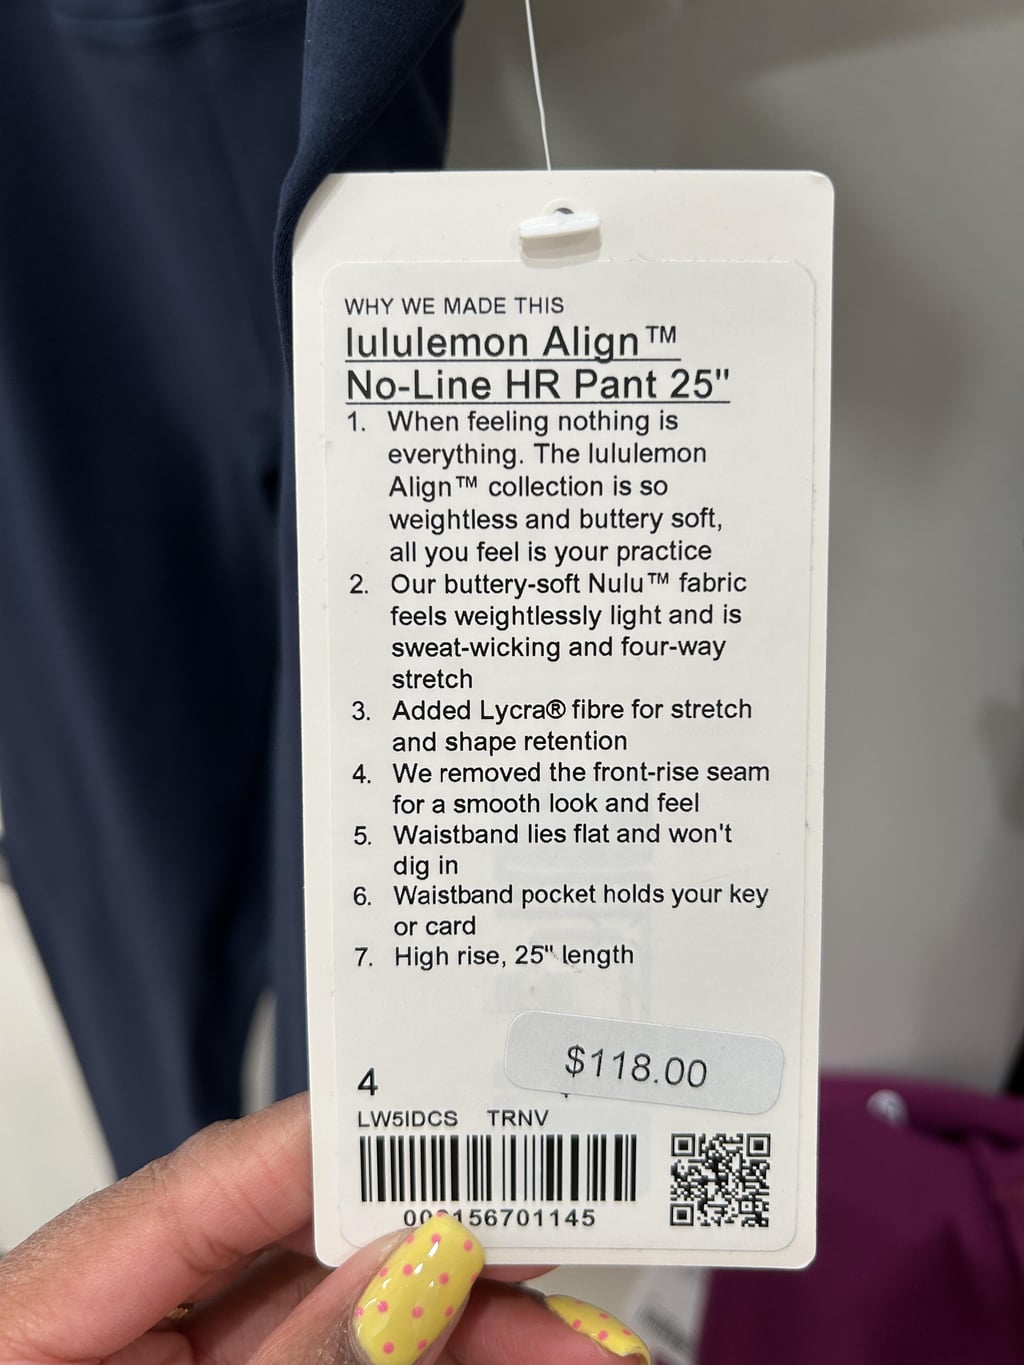 WHY WE MADE THIS
lululemon Align™
No-Line HR Pant 25"
1. When feeling nothing is
everything. The lululemon
Align™ collection is so
weightless and buttery soft,
all you feel is your practice
2. Our buttery-soft Nulu™ fabric
feels weightlessly light and is
sweat-wicking and four-way
stretch
3. Added Lycra® fibre for stretch
and shape retention
4. We removed the front-rise seam
for a smooth look and feel
5. Waistband lies flat and won't
dig in
6. Waistband pocket holds your key
or card
7. High rise, 25" length
$118.00
4
LW5IDCS TRNV